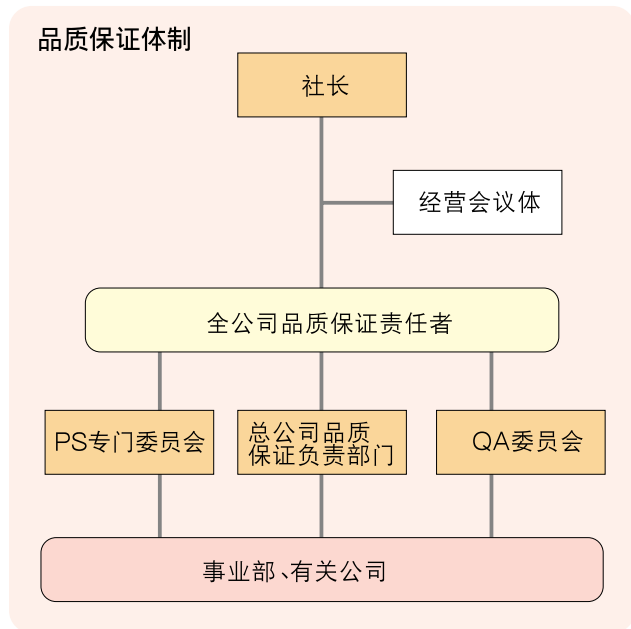 品质保证体制
社长
经营会议体
全公司品质保证责任者
PS专门委员会
总公司品质
保证负责部门
QA委员会
事业部、有关公司